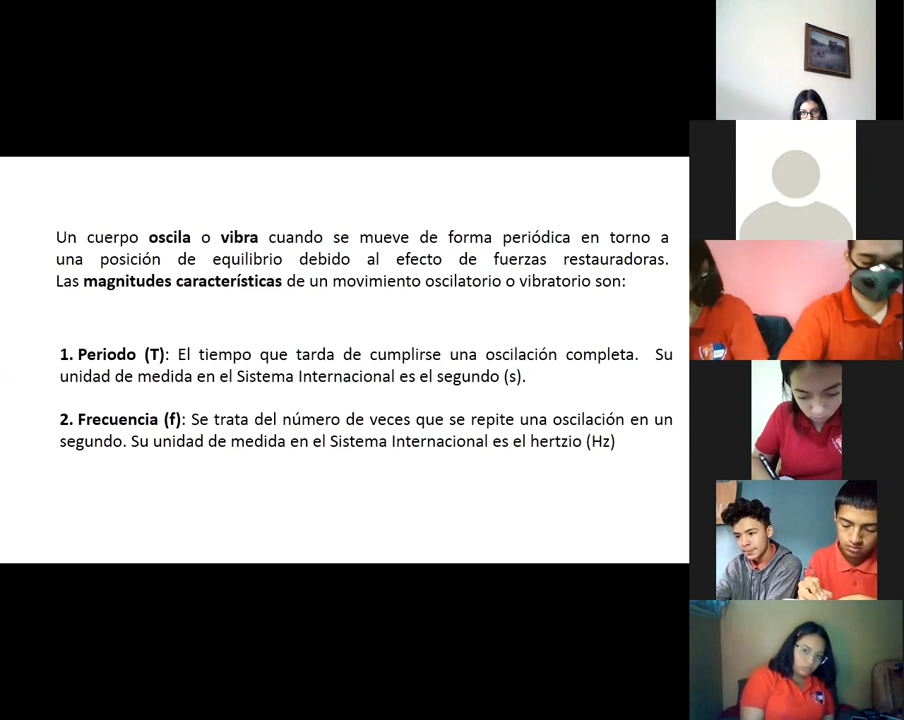 Un cuerpo oscila o vibra cuando se mueve de forma periódica en torno a
una posición de equilibrio debido al efecto de fuerzas restauradoras.
Las magnitudes características de un movimiento oscilatorio o vibratorio son:
1. Periodo (T): El tiempo que tarda de cumplirse una oscilación completa. Su
unidad de medida en el Sistema Internacional es el segundo (s).
2. Frecuencia (f): Se trata del número de veces que se repite una oscilación en un
segundo. Su unidad de medida en el Sistema Internacional es el hertzio (Hz)